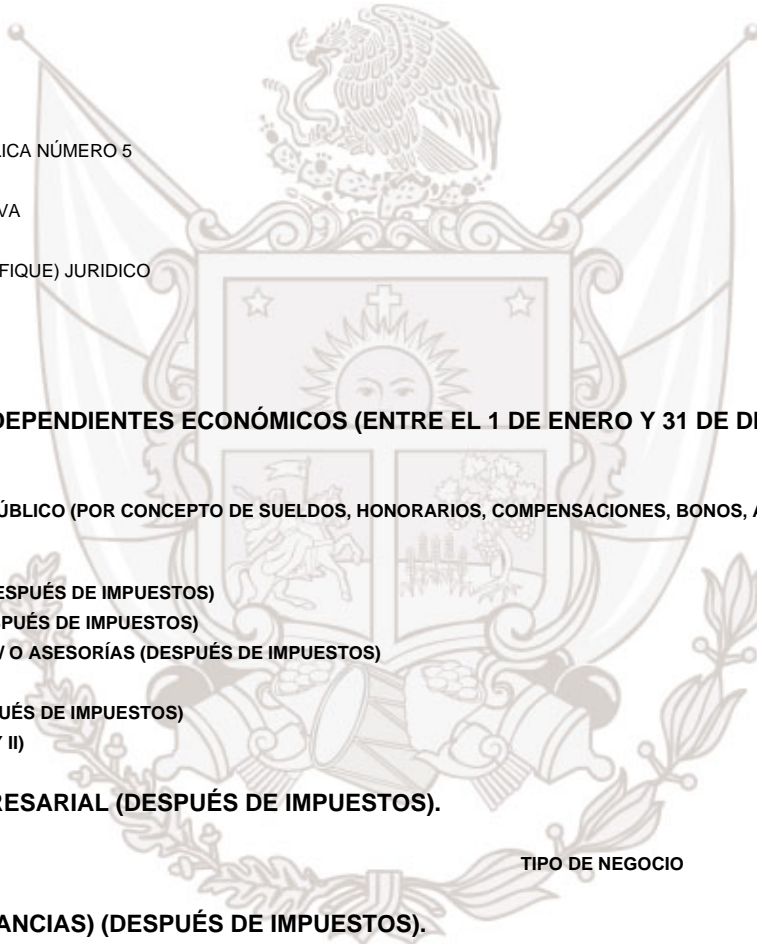 LICA NÚMERO 5
VA
FIQUE) JURIDICO
DEPENDIENTES ECONÓMICOS (ENTRE EL 1 DE ENERO Y 31 DE DI
ÚBLICO (POR CONCEPTO DE SUELDOS, HONORARIOS, COMPENSACIONES, BONOS, A
ESPUÉS DE IMPUESTOS)
SPUÉS DE IMPUESTOS)
/ O ASESORÍAS (DESPUÉS DE IMPUESTOS)
UÉS DE IMPUESTOS)
Y II)
RESARIAL (DESPUÉS DE IMPUESTOS).
TIPO DE NEGOCIO
ANCIAS) (DESPUÉS DE IMPUESTOS).